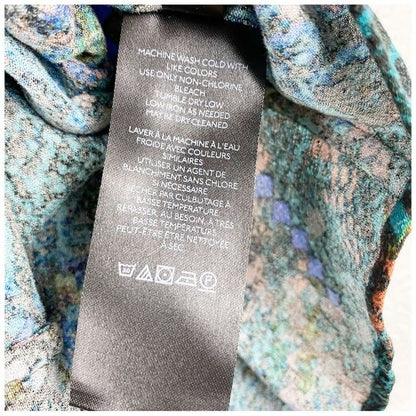 MACHINE WASH COLD WITH
LIKE COLORS
USE ONLY NON-CHLORINE
BLEACH
TUMBLE DRY LOW
LOW IRON AS NEEDED
MAY BE DRY CLEANED
LAVER À LA MACHINE À L'EAU
FROIDE AVEC COULEURS
SIMILAIRES
UTILISER UN AGENT DE
BLANCHIMENT SANS CHLORE
SI NÉCESSAIRE
SÉCHER PAR CULBUTAGE À
BASSE TEMPÉRATURE
REPASSER, AU BESOIN, À TRÈS
BASSE TEMPÉRATURE
PEUT-ÊTRE ÊTRE NETTOYÉE
À SEC